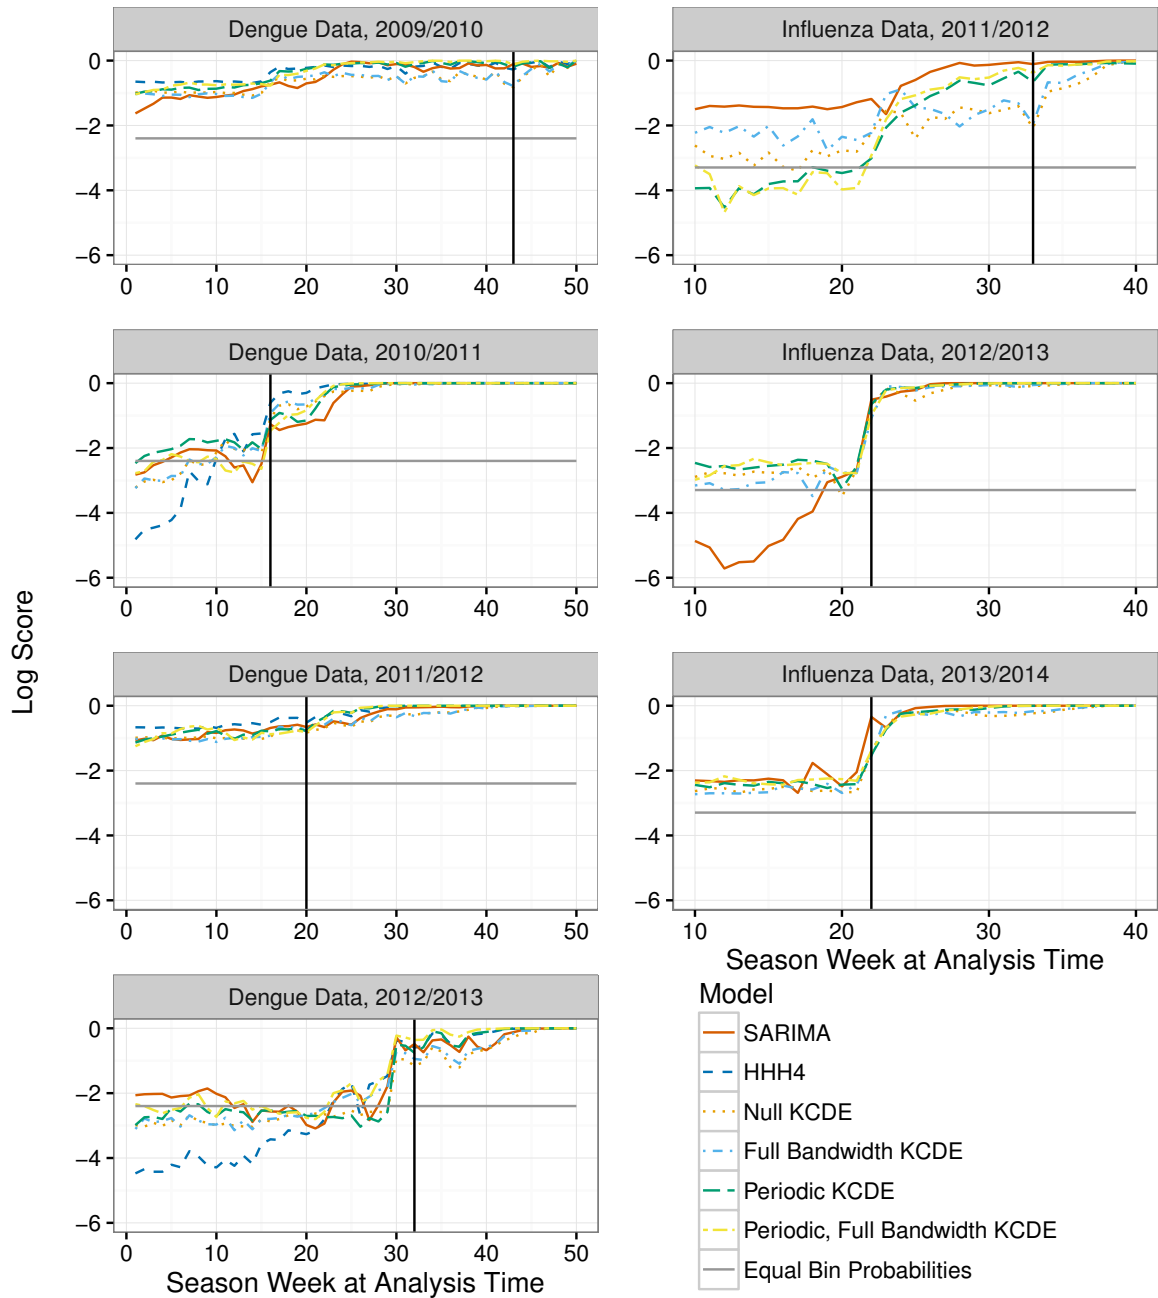 Dengue Data, 2009/2010
0
−2
−4
−6
0 10 20 30 40 50
Influenza Data, 2011/2012
0
−2
−4
−6
10 20 30 40
Dengue Data, 2010/2011
0
−2
−4
−6
0 10 20 30 40 50
Influenza Data, 2012/2013
0
−2
−4
−6
10 20 30 40
Log Score
Dengue Data, 2011/2012
0
−2
−4
−6
0 10 20 30 40 50
Influenza Data, 2013/2014
0
−2
−4
−6
10 20 30 40
Season Week at Analysis Time
Dengue Data, 2012/2013
0
−2
−4
−6
0 10 20 30 40 50
Season Week at Analysis Time
Model
SARIMA
HHH4
Null KCDE
Full Bandwidth KCDE
Periodic KCDE
Periodic, Full Bandwidth KCDE
Equal Bin Probabilities